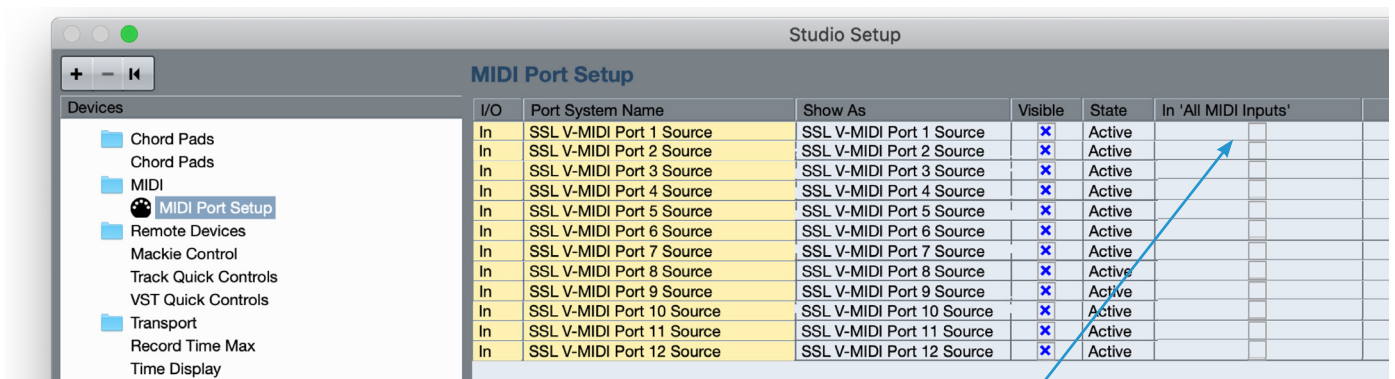 Studio Setup
+ –
MIDI Port Setup
Devices
Chord Pads
Chord Pads
MIDI
MIDI Port Setup
Remote Devices
Mackie Control
Track Quick Controls
VST Quick Controls
Transport
Record Time Max
Time Display
I/O Port System Name Show As Visible State In 'All MIDI Inputs'
In SSL V-MIDI Port 1 Source SSL V-MIDI Port 1 Source Active
In SSL V-MIDI Port 2 Source SSL V-MIDI Port 2 Source Active
In SSL V-MIDI Port 3 Source SSL V-MIDI Port 3 Source Active
In SSL V-MIDI Port 4 Source SSL V-MIDI Port 4 Source Active
In SSL V-MIDI Port 5 Source SSL V-MIDI Port 5 Source Active
In SSL V-MIDI Port 6 Source SSL V-MIDI Port 6 Source Active
In SSL V-MIDI Port 7 Source SSL V-MIDI Port 7 Source Active
In SSL V-MIDI Port 8 Source SSL V-MIDI Port 8 Source Active
In SSL V-MIDI Port 9 Source SSL V-MIDI Port 9 Source Active
In SSL V-MIDI Port 10 Source SSL V-MIDI Port 10 Source Active
In SSL V-MIDI Port 11 Source SSL V-MIDI Port 11 Source Active
In SSL V-MIDI Port 12 Source SSL V-MIDI Port 12 Source Active